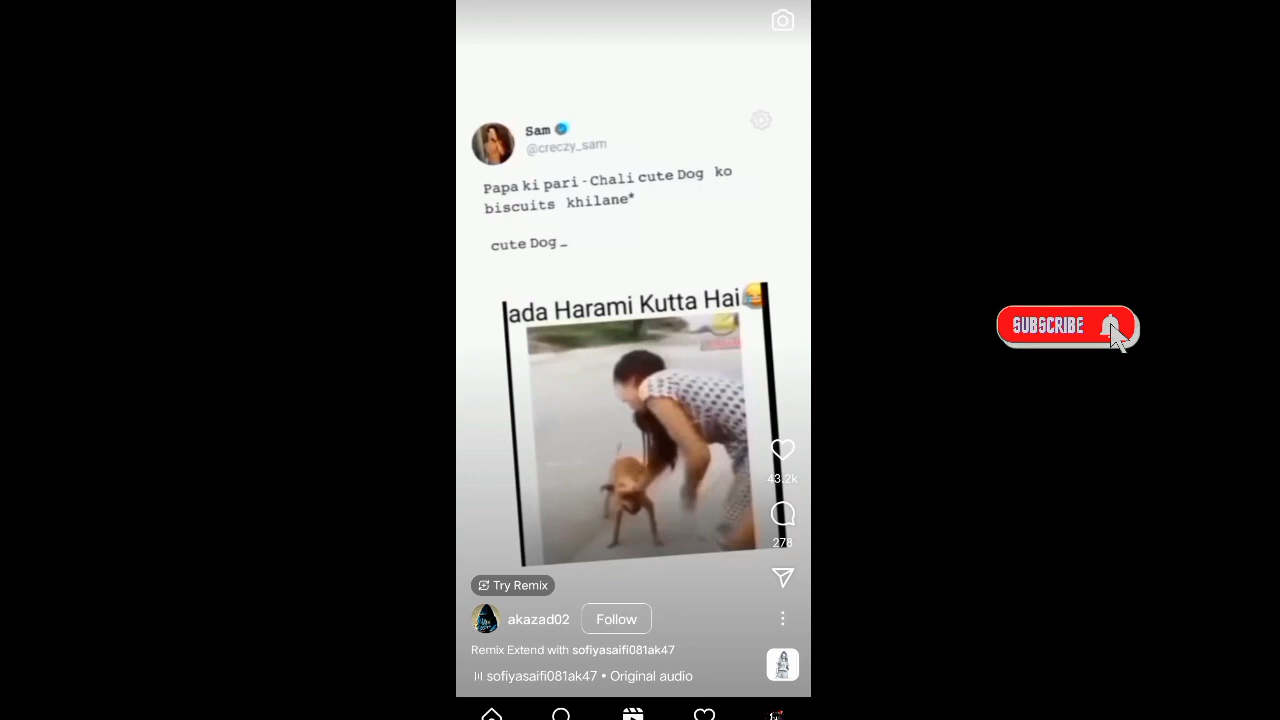 Sam
@creczy_sam
Papa ki pari - Chali cute Dog ko
biscuits khilane*
cute Dog _
ada Harami Kutta Hai😂
SUBSCRIBE
43.2k
278
Try Remix
akazad02 Follow
Remix Extend with sofiyasaifi081ak47
sofiyasaifi081ak47 • Original audio